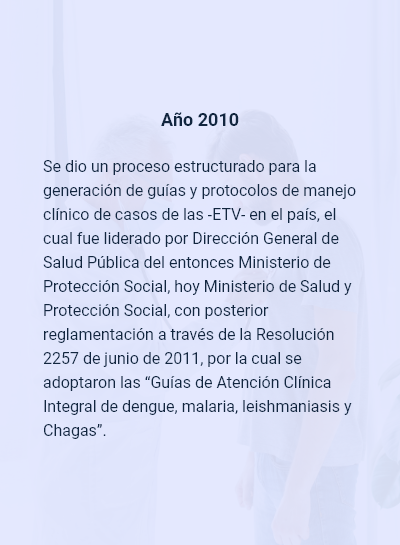 Año 2010
Se dio un proceso estructurado para la
generación de guías y protocolos de manejo
clínico de casos de las -ETV- en el país, el
cual fue liderado por Dirección General de
Salud Pública del entonces Ministerio de
Protección Social, hoy Ministerio de Salud y
Protección Social, con posterior
reglamentación a través de la Resolución
2257 de junio de 2011, por la cual se
adoptaron las “Guías de Atención Clínica
Integral de dengue, malaria, leishmaniasis y
Chagas”.